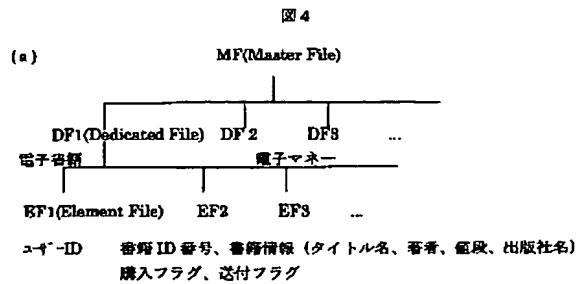 図4
(a) MF(Master File)
DF1(Dedicated File) DF2 DF3 ...
電子書籍 電子マネー
EF1(Element File) EF2 EF3 ...
ユーザーID 書籍ID番号、書籍情報(タイトル名、著者、値段、出版社名)
購入フラグ、送付フラグ